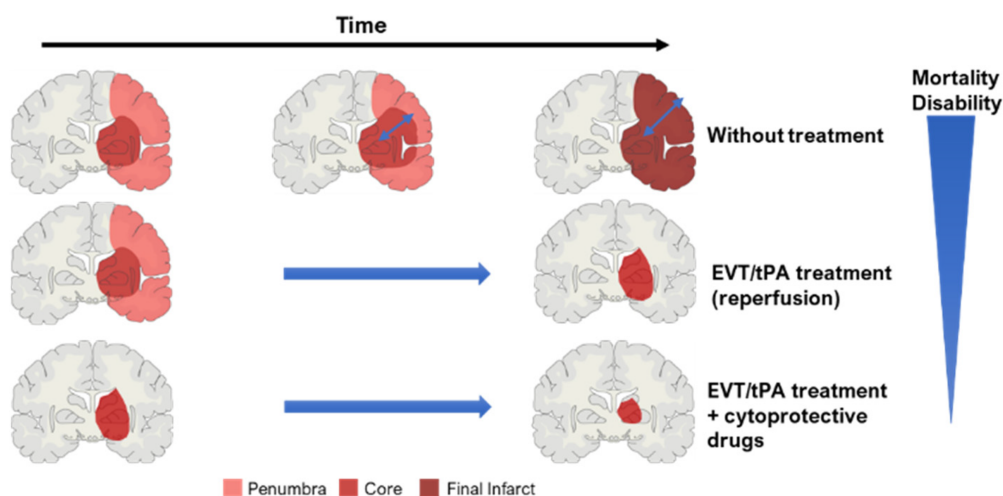 Time
Mortality
Disability
Without treatment
EVT/tPA treatment
(reperfusion)
EVT/tPA treatment
+ cytoprotective
drugs
Penumbra Core Final Infarct